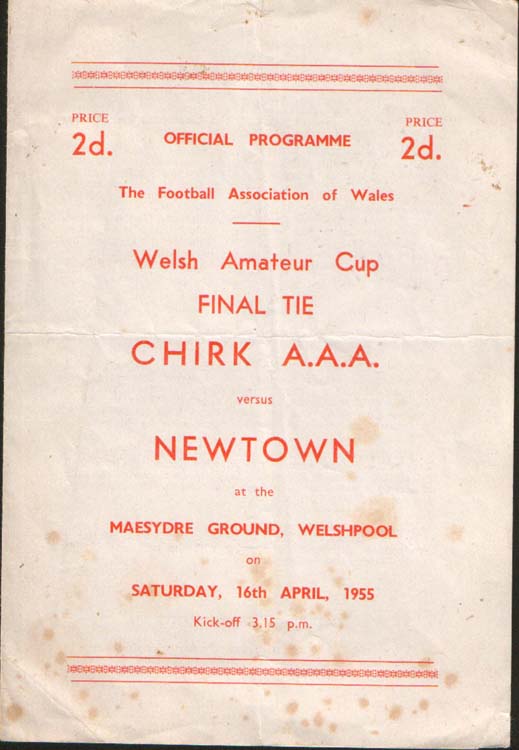 PRICE
2d.
OFFICIAL PROGRAMME
PRICE
2d.
The Football Association of Wales
Welsh Amateur Cup
FINAL TIE
CHIRK A.A.A.
versus
NEWTOWN
at the
MAESYDRE GROUND, WELSHPOOL
on
SATURDAY, 16th APRIL, 1955
Kick-off 3.15 p.m.